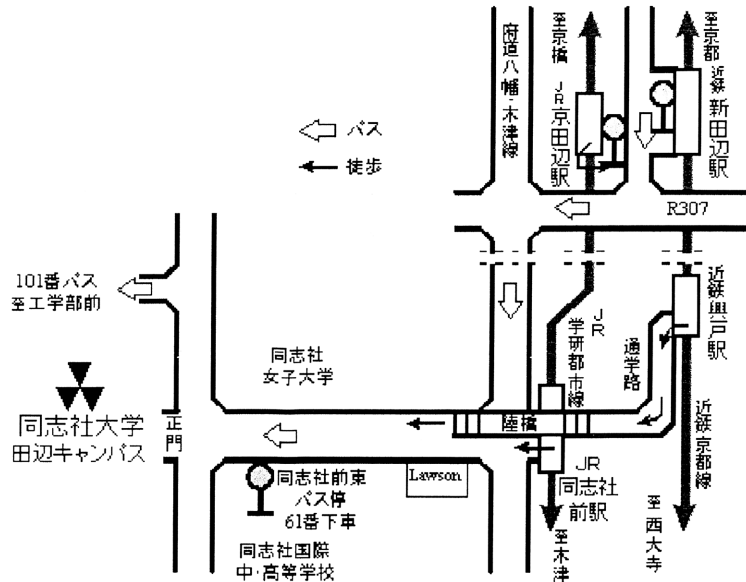 府道八幡・木津線
至京橋
JR京田辺駅
至京都
近鉄
新田辺駅
バス
徒歩
R307
101番バス
至工学部前
近鉄興戸駅
JR
学研都市線
通学路
同志社
女子大学
同志社大学
田辺キャンパス
正門
陸橋
近鉄京都線
Lawson
同志社前東
バス停
61番下車
JR
同志社
前駅
至木津
至西大寺
同志社国際
中・高等学校